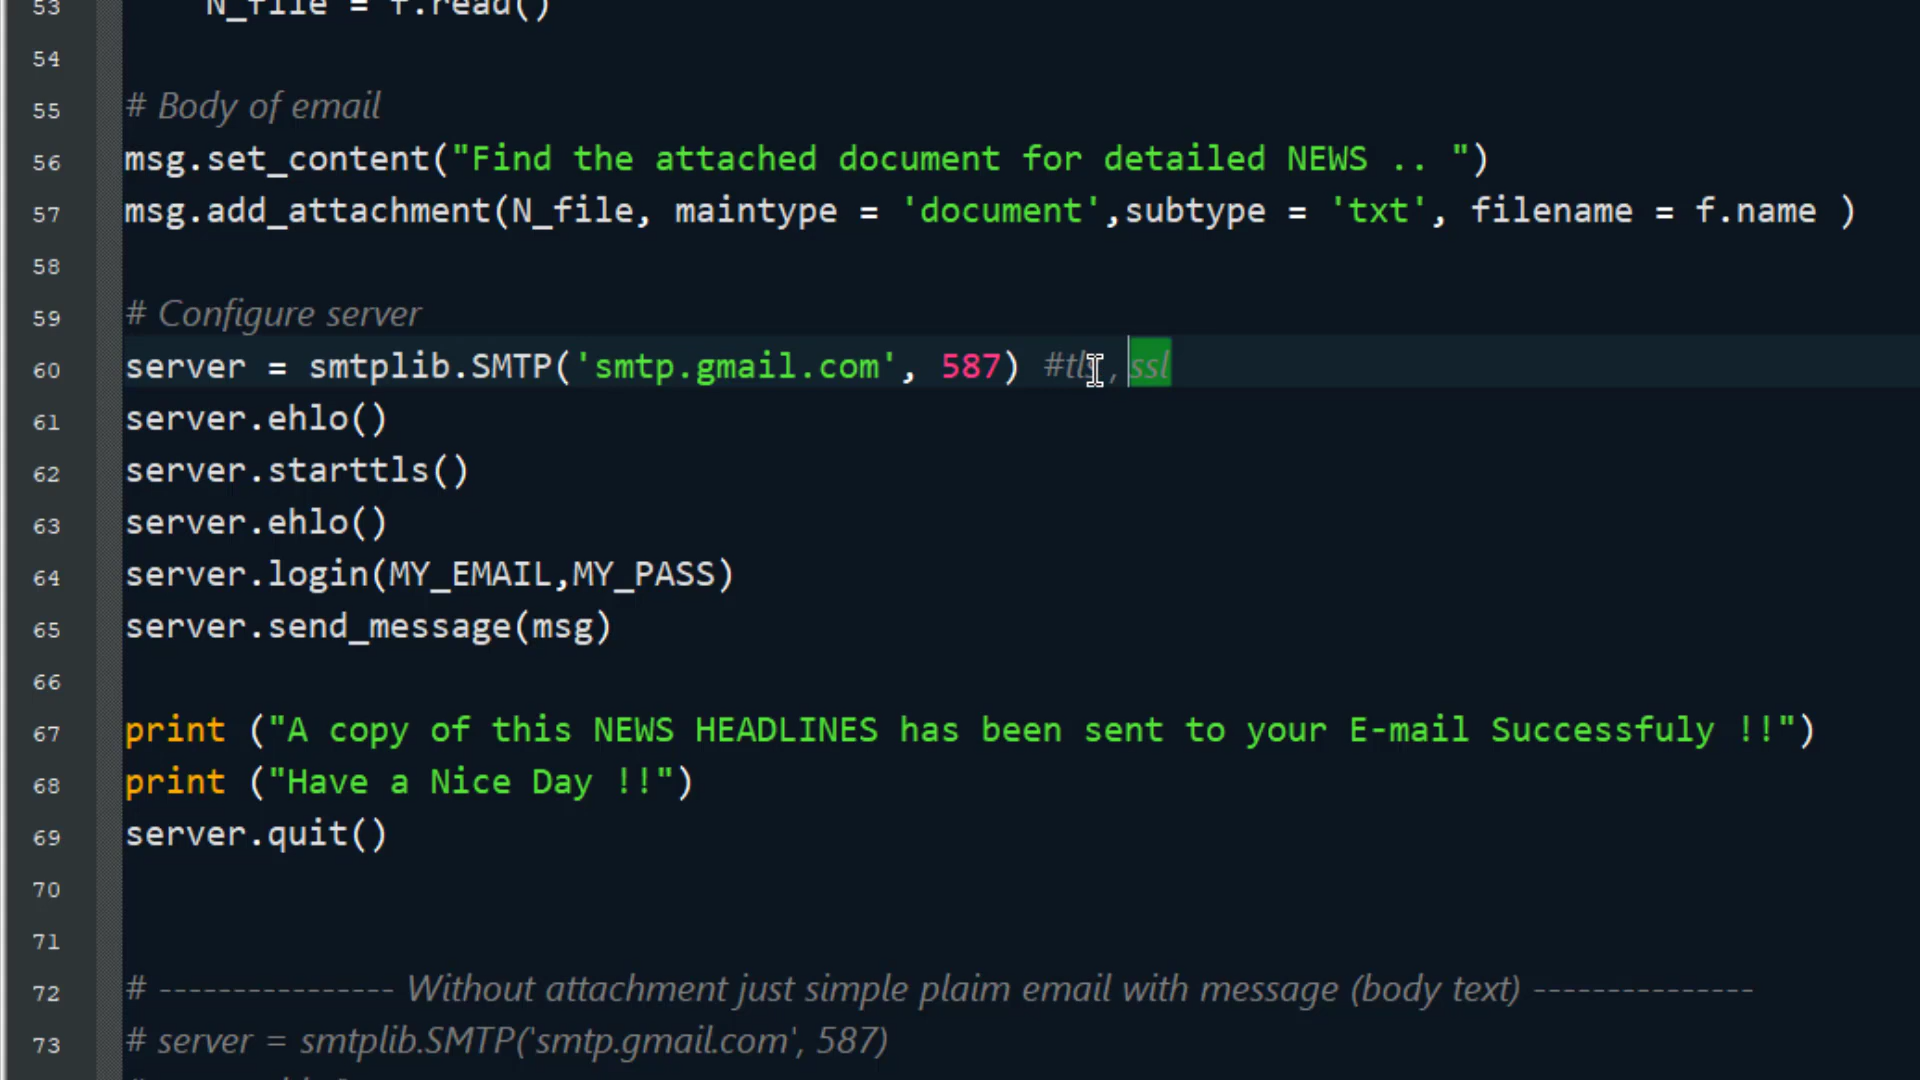 53 N_file = f.read()
54
55 # Body of email
56 msg.set_content("Find the attached document for detailed NEWS .. ")
57 msg.add_attachment(N_file, maintype = 'document',subtype = 'txt', filename = f.name )
58
59 # Configure server
60 server = smtplib.SMTP('smtp.gmail.com', 587) #tls, ssl
61 server.ehlo()
62 server.starttls()
63 server.ehlo()
64 server.login(MY_EMAIL,MY_PASS)
65 server.send_message(msg)
66
67 print ("A copy of this NEWS HEADLINES has been sent to your E-mail Successfuly !!")
68 print ("Have a Nice Day !!")
69 server.quit()
70
71
72 # ---------------- Without attachment just simple plaim email with message (body text) ---------------
73 # server = smtplib.SMTP('smtp.gmail.com', 587)